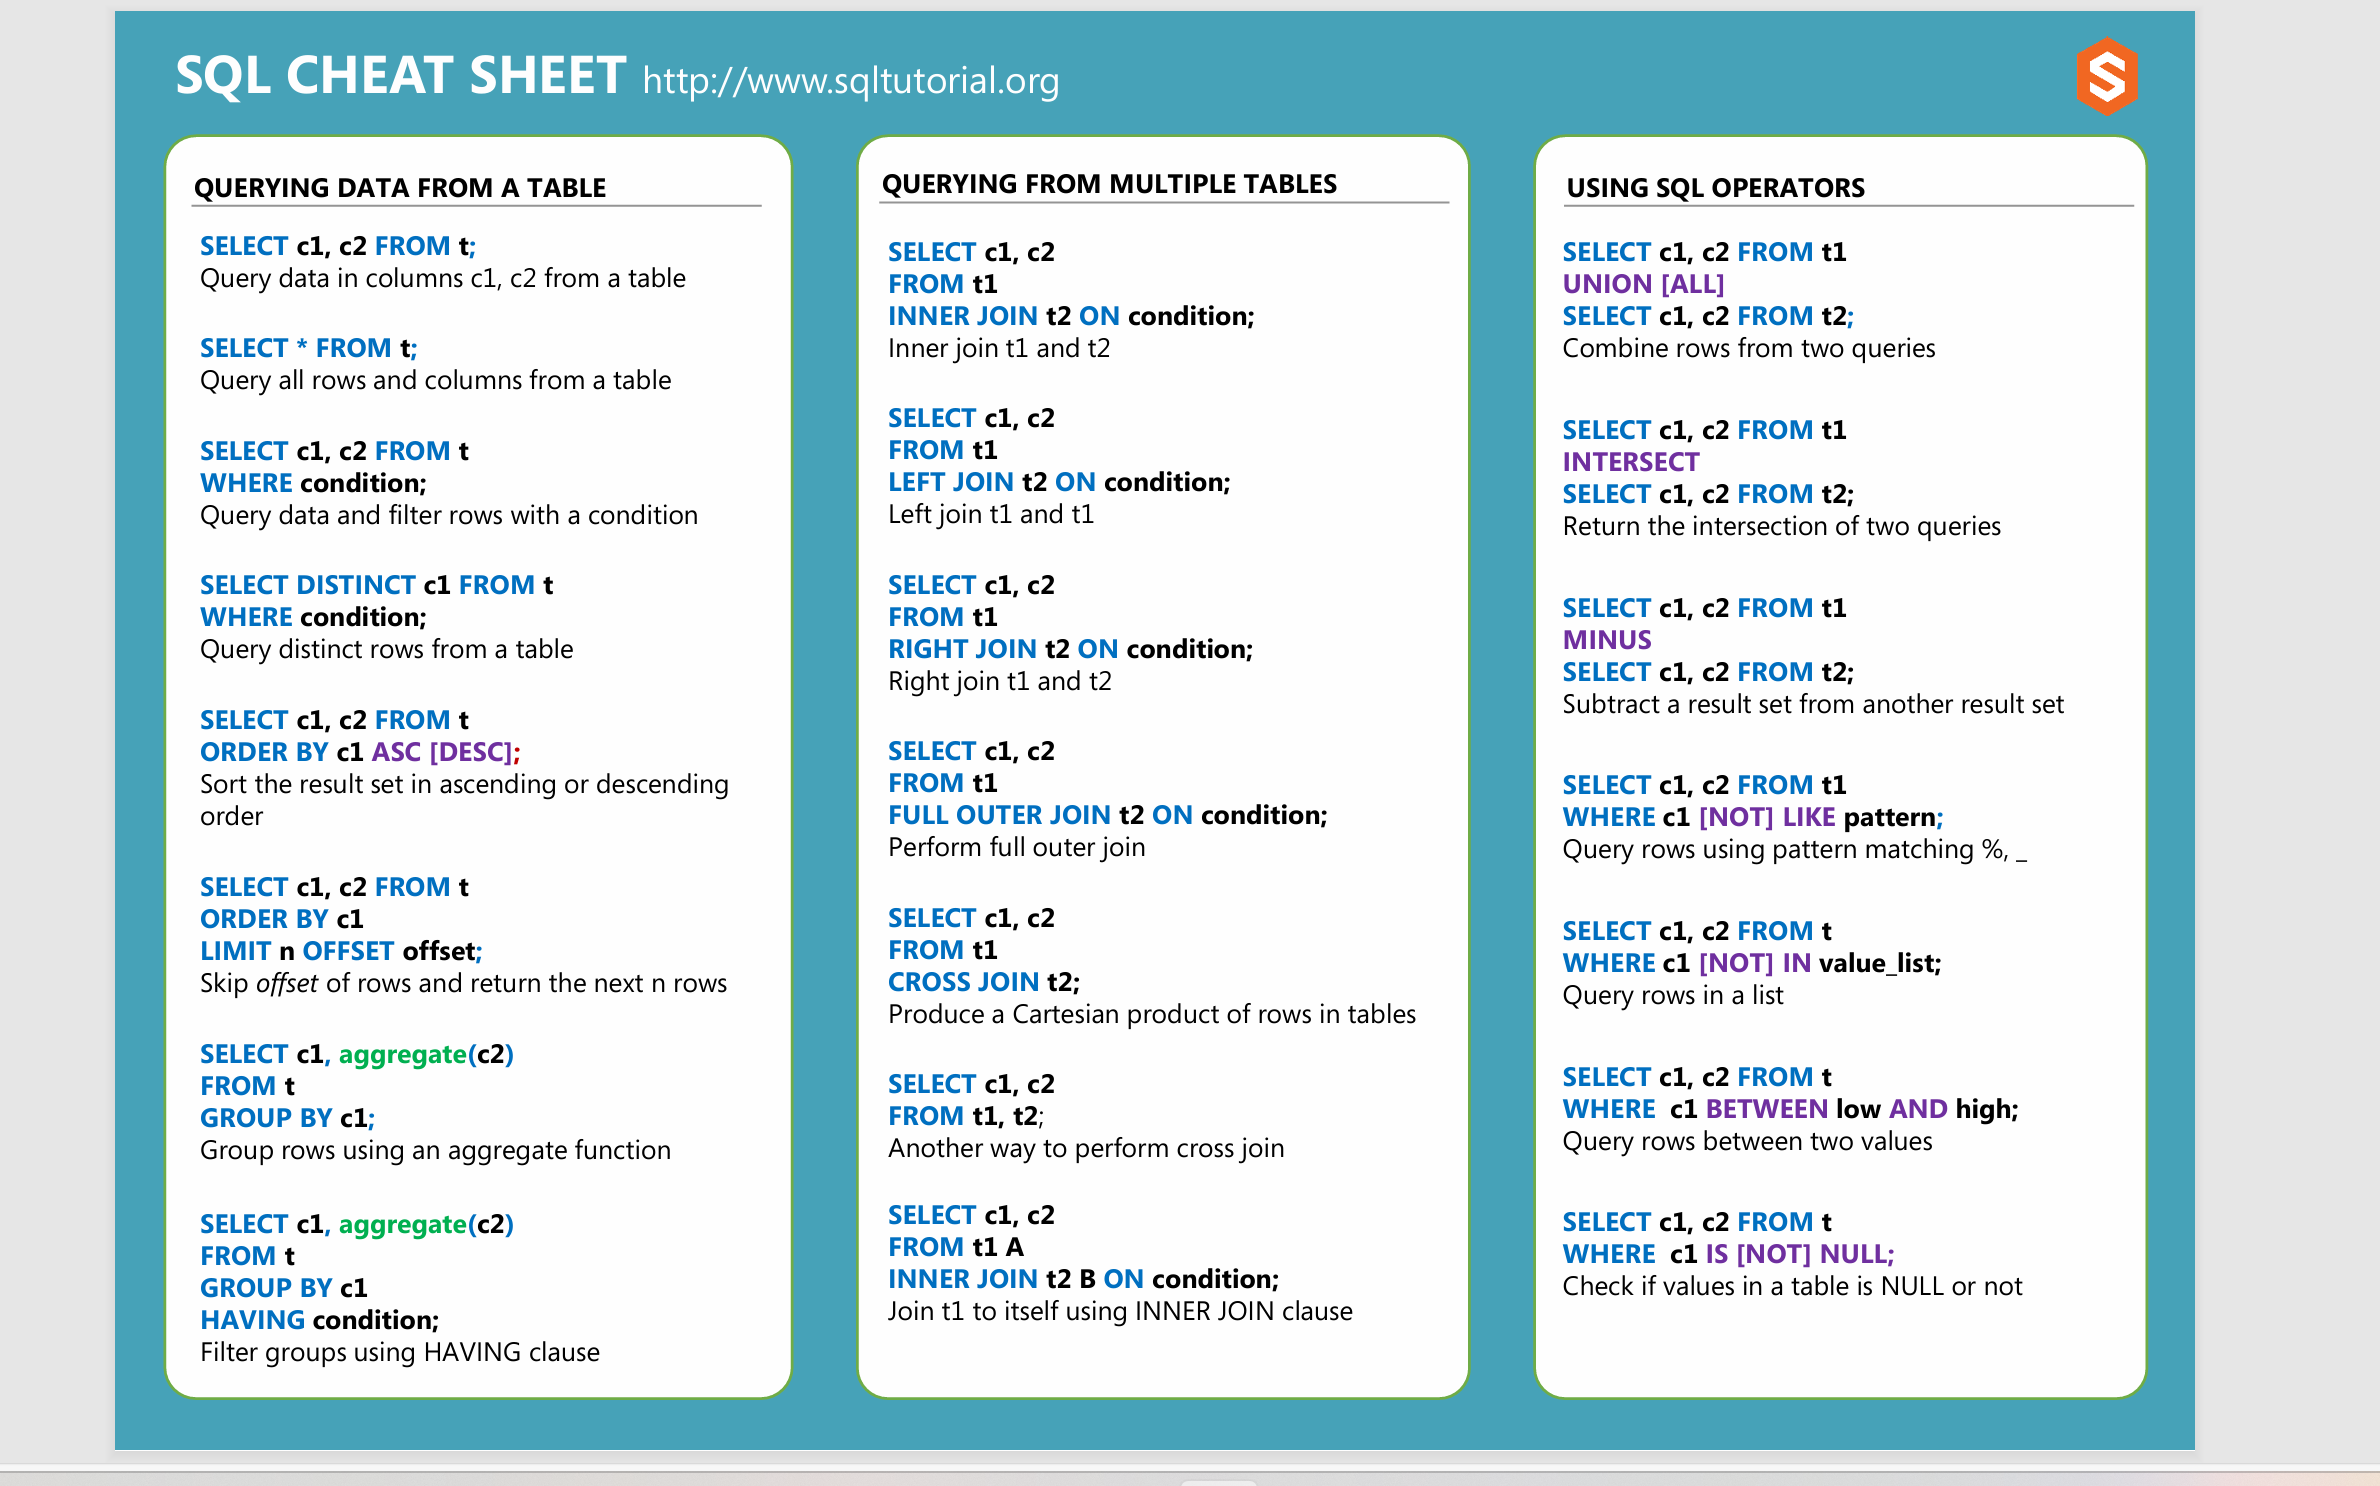 SQL CHEAT SHEET http://www.sqltutorial.org
QUERYING DATA FROM A TABLE
SELECT c1, c2 FROM t;
Query data in columns c1, c2 from a table
SELECT * FROM t;
Query all rows and columns from a table
SELECT c1, c2 FROM t
WHERE condition;
Query data and filter rows with a condition
SELECT DISTINCT c1 FROM t
WHERE condition;
Query distinct rows from a table
SELECT c1, c2 FROM t
ORDER BY c1 ASC [DESC];
Sort the result set in ascending or descending
order
SELECT c1, c2 FROM t
ORDER BY c1
LIMIT n OFFSET offset;
Skip offset of rows and return the next n rows
SELECT c1, aggregate(c2)
FROM t
GROUP BY c1;
Group rows using an aggregate function
SELECT c1, aggregate(c2)
FROM t
GROUP BY c1
HAVING condition;
Filter groups using HAVING clause
QUERYING FROM MULTIPLE TABLES
SELECT c1, c2
FROM t1
INNER JOIN t2 ON condition;
Inner join t1 and t2
SELECT c1, c2
FROM t1
LEFT JOIN t2 ON condition;
Left join t1 and t1
SELECT c1, c2
FROM t1
RIGHT JOIN t2 ON condition;
Right join t1 and t2
SELECT c1, c2
FROM t1
FULL OUTER JOIN t2 ON condition;
Perform full outer join
SELECT c1, c2
FROM t1
CROSS JOIN t2;
Produce a Cartesian product of rows in tables
SELECT c1, c2
FROM t1, t2;
Another way to perform cross join
SELECT c1, c2
FROM t1 A
INNER JOIN t2 B ON condition;
Join t1 to itself using INNER JOIN clause
USING SQL OPERATORS
SELECT c1, c2 FROM t1
UNION [ALL]
SELECT c1, c2 FROM t2;
Combine rows from two queries
SELECT c1, c2 FROM t1
INTERSECT
SELECT c1, c2 FROM t2;
Return the intersection of two queries
SELECT c1, c2 FROM t1
MINUS
SELECT c1, c2 FROM t2;
Subtract a result set from another result set
SELECT c1, c2 FROM t1
WHERE c1 [NOT] LIKE pattern;
Query rows using pattern matching %, _
SELECT c1, c2 FROM t
WHERE c1 [NOT] IN value_list;
Query rows in a list
SELECT c1, c2 FROM t
WHERE  c1 BETWEEN low AND high;
Query rows between two values
SELECT c1, c2 FROM t
WHERE  c1 IS [NOT] NULL;
Check if values in a table is NULL or not